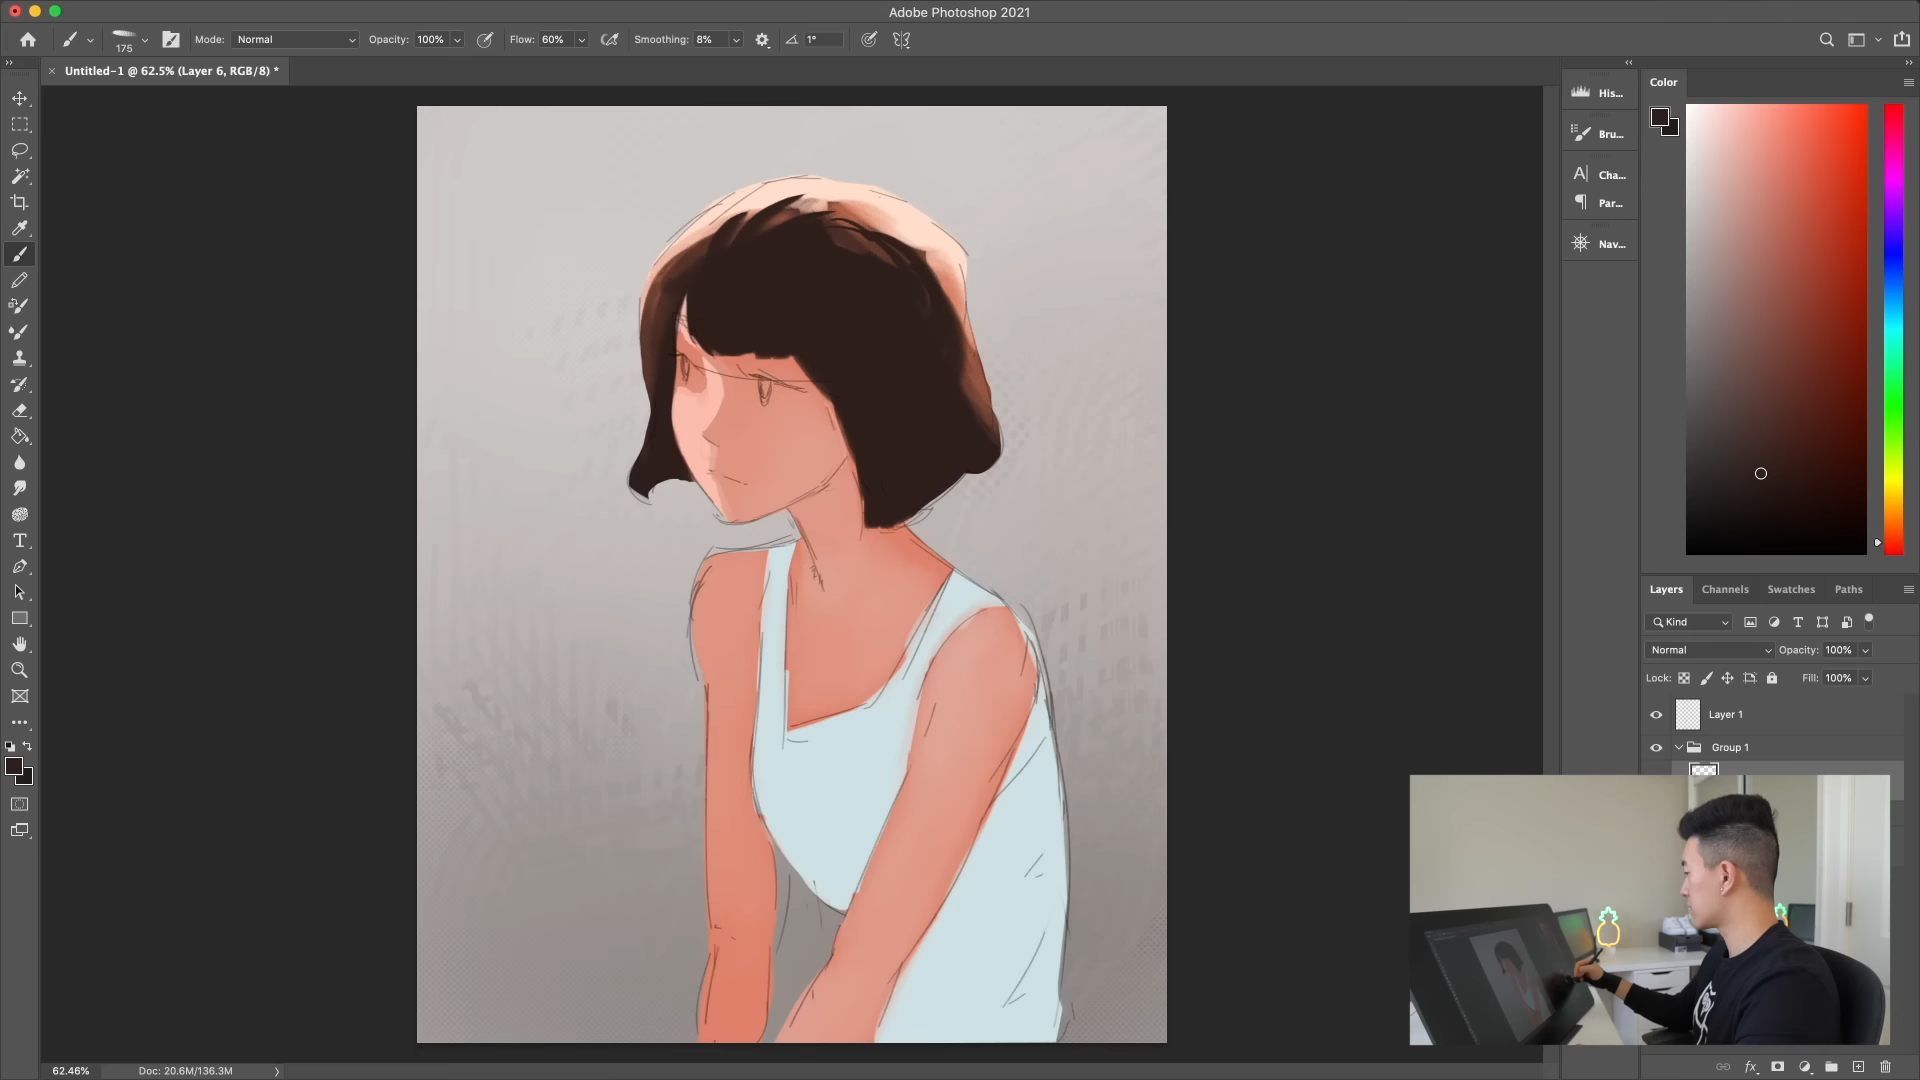 Adobe Photoshop 2021
175
Mode: Normal
Opacity: 100%
Flow: 60%
Smoothing: 8%
1°
Untitled-1 @ 62.5% (Layer 6, RGB/8) *
His...
Bru...
Cha...
Par...
Nav...
Color
Layers
Channels
Swatches
Paths
Kind
Normal
Opacity: 100%
Lock:
Fill: 100%
Layer 1
Group 1
62.46%
Doc: 20.6M/136.3M